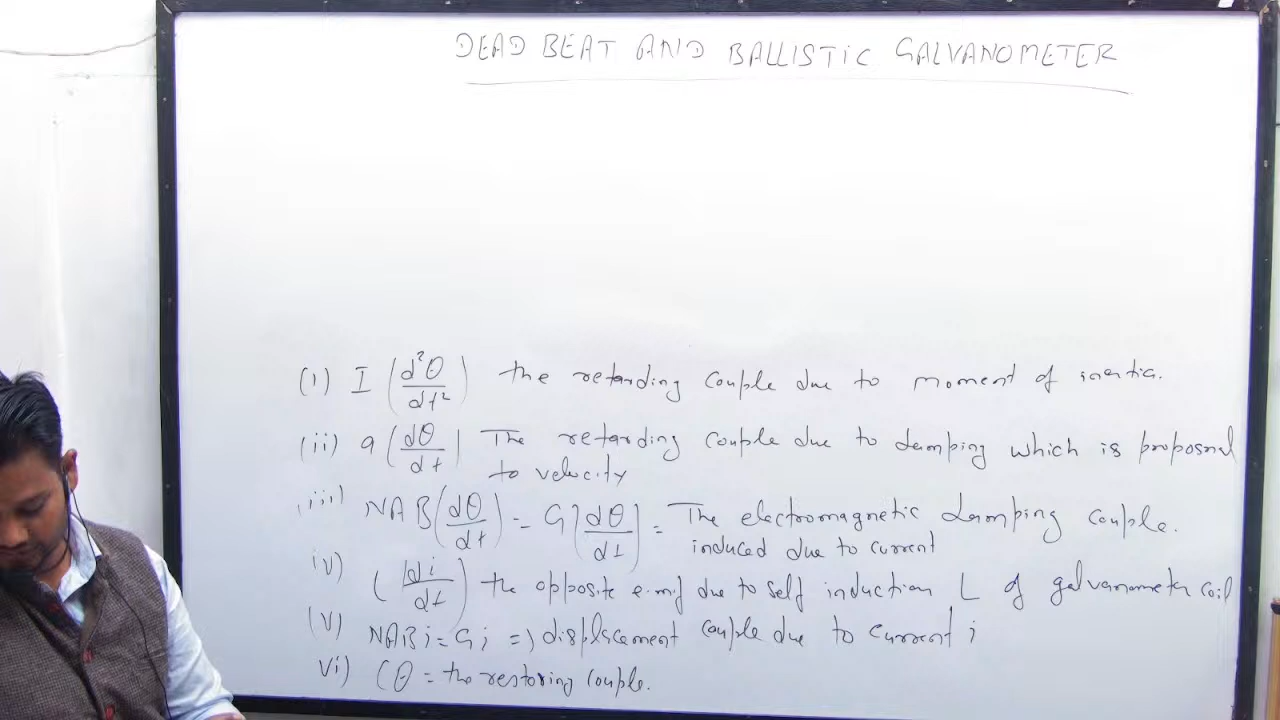 DEAD BEAT AND BALLISTIC GALVANOMETER
(i) I (d²θ/dt²) the retarding couple due to moment of inertia.
(ii) a (dθ/dt) The retarding couple due to damping which is proposnal
to velocity
(iii) NAB(dθ/dt) = G(dθ/dt) = The electromagnetic damping couple.
induced due to current
iv) (di/dt) the opposite e.m.f due to self induction L of galvanometer coil
(v) NABi = Gi => displacement couple due to current i
vi) Cθ = the restoring couple.